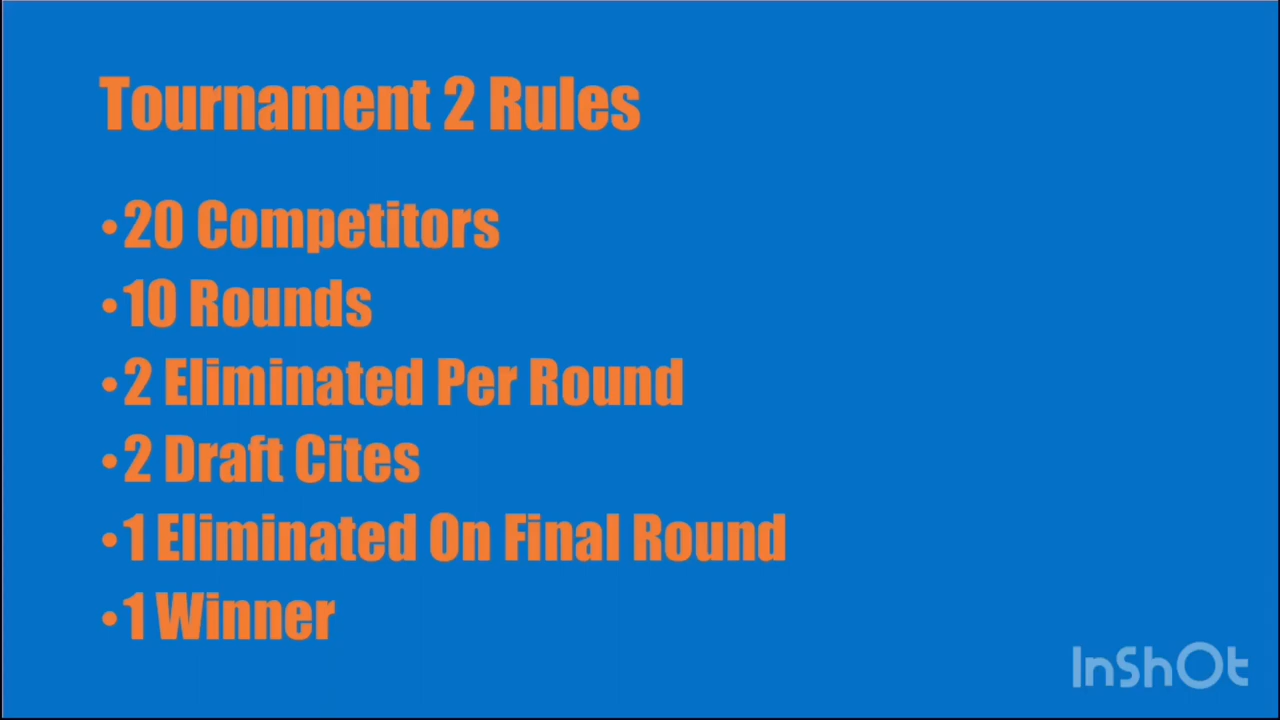 Tournament 2 Rules
•20 Competitors
•10 Rounds
•2 Eliminated Per Round
•2 Draft Cites
•1 Eliminated On Final Round
•1 Winner
InShOt